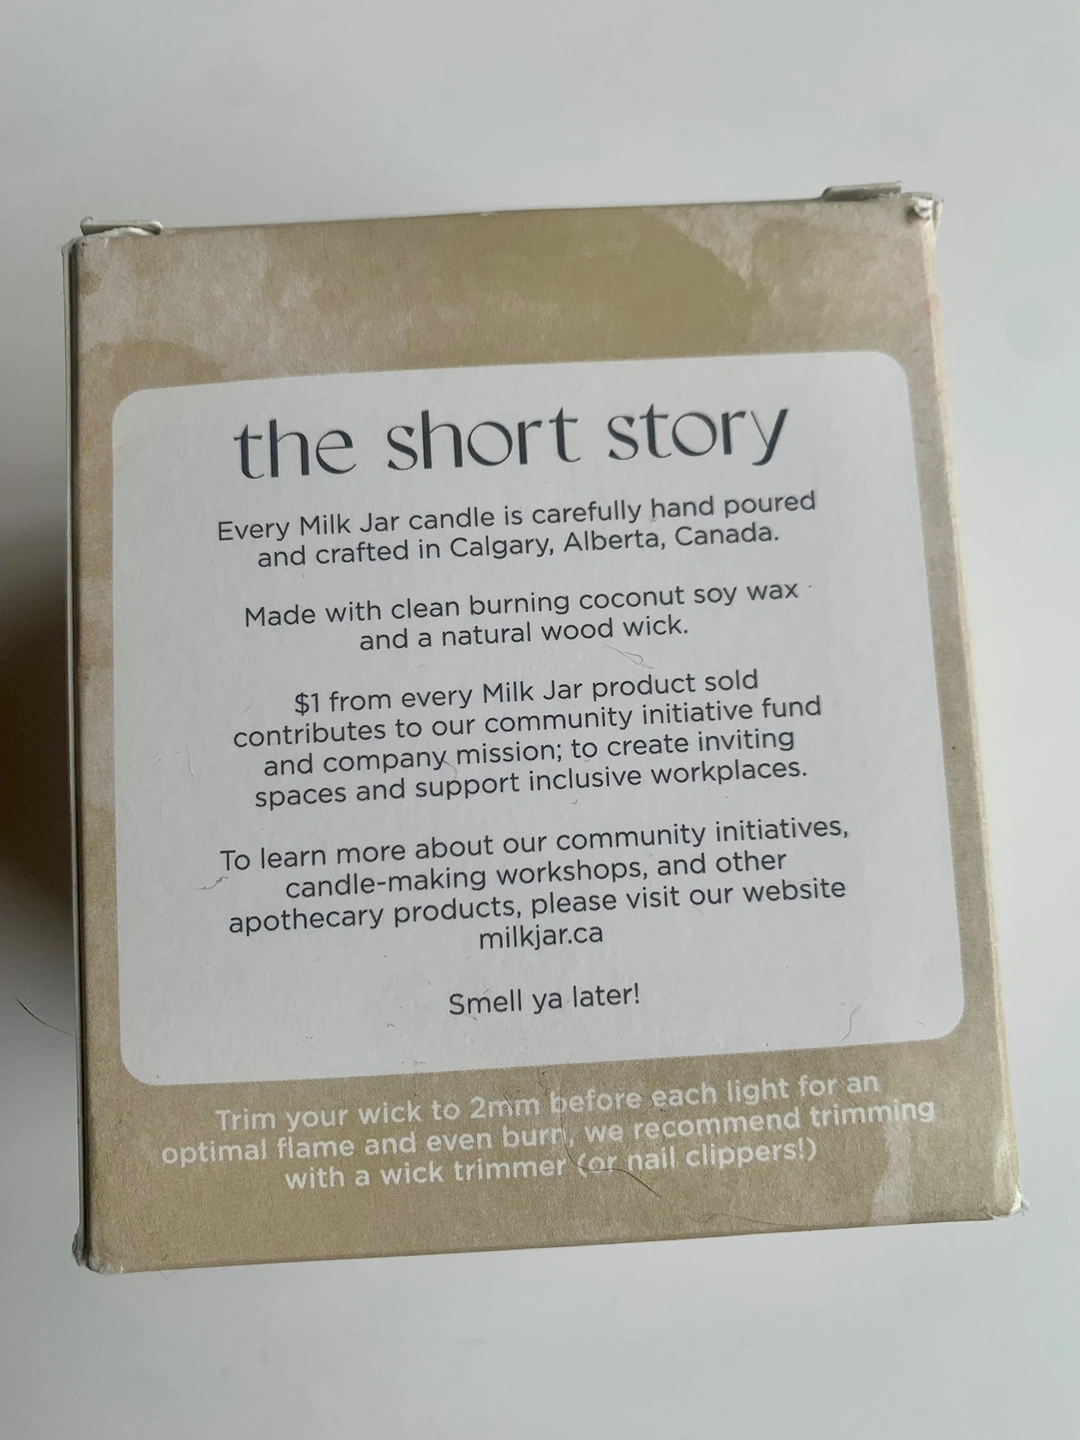 the short story
Every Milk Jar candle is carefully hand poured
and crafted in Calgary, Alberta, Canada.
Made with clean burning coconut soy wax
and a natural wood wick.
$1 from every Milk Jar product sold
contributes to our community initiative fund
and company mission; to create inviting
spaces and support inclusive workplaces.
To learn more about our community initiatives,
candle-making workshops, and other
apothecary products, please visit our website
milkjar.ca
Smell ya later!
Trim your wick to 2mm before each light for an
optimal flame and even burn, we recommend trimming
with a wick trimmer (or nail clippers!)